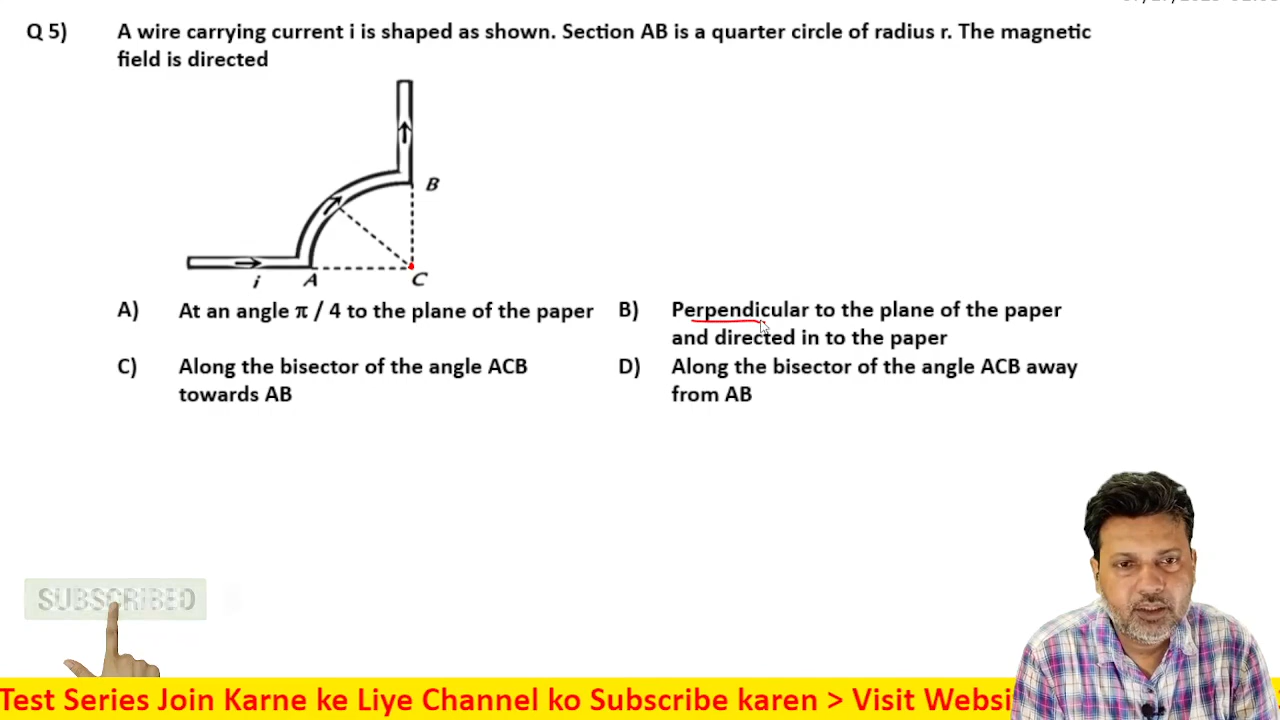 Q 5) A wire carrying current i is shaped as shown. Section AB is a quarter circle of radius r. The magnetic
field is directed
B
i
A
C
A) At an angle π / 4 to the plane of the paper
B) Perpendicular to the plane of the paper
and directed in to the paper
C) Along the bisector of the angle ACB
towards AB
D) Along the bisector of the angle ACB away
from AB
SUBSCRIBED
Test Series Join Karne ke Liye Channel ko Subscribe karen > Visit Websi